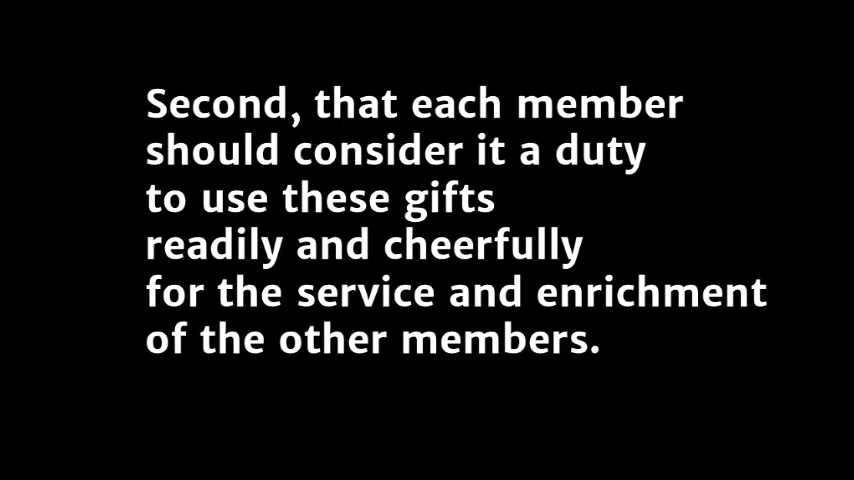 Second, that each member
should consider it a duty
to use these gifts
readily and cheerfully
for the service and enrichment
of the other members.